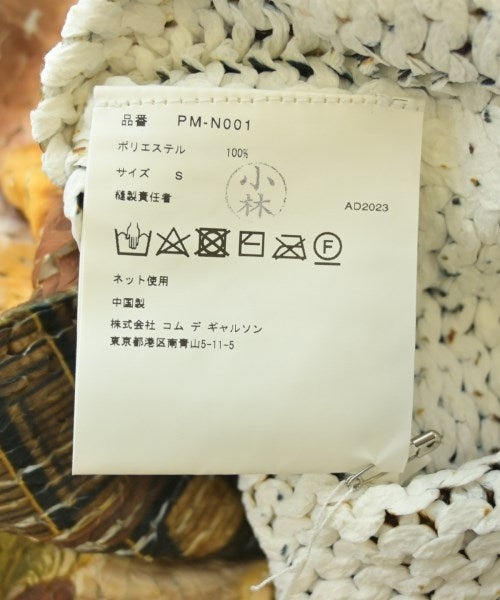 品番 PM-N001
ポリエステル 100%
サイズ S
縫製責任者
小林
AD2023
F
ネット使用
中国製
株式会社 コム デ ギャルソン
東京都港区南青山5-11-5